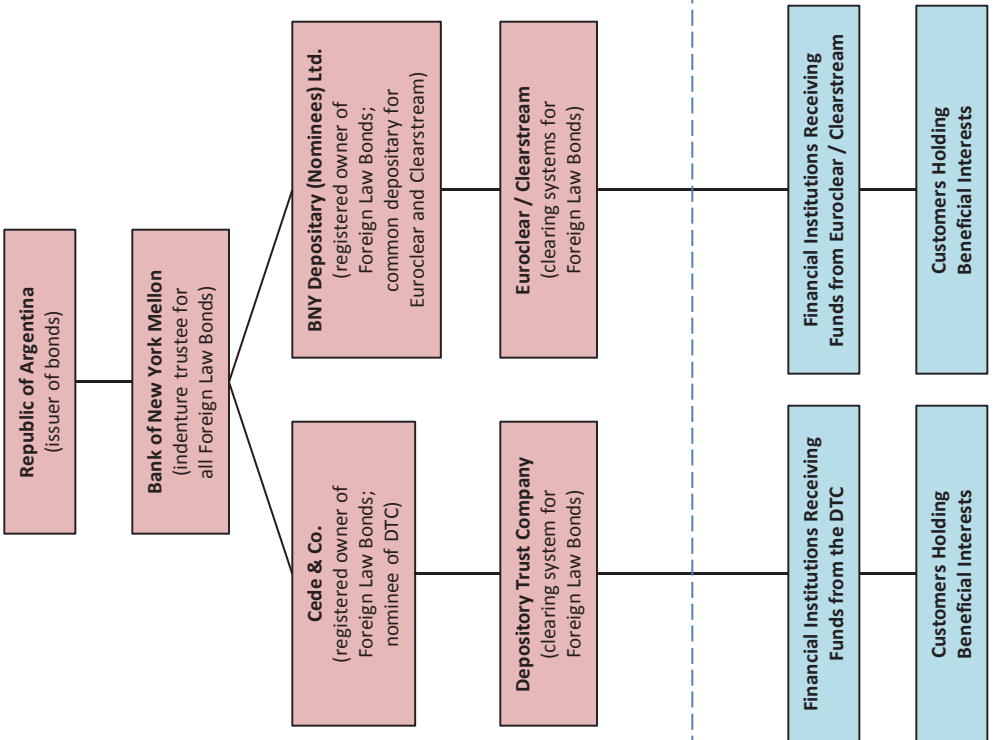 Republic of Argentina
(issuer of bonds)
Bank of New York Mellon
(indenture trustee for
all Foreign Law Bonds)
Cede & Co.
(registered owner of
Foreign Law Bonds;
nominee of DTC)
BNY Depositary (Nominees) Ltd.
(registered owner of
Foreign Law Bonds;
common depositary for
Euroclear and Clearstream)
Depository Trust Company
(clearing system for
Foreign Law Bonds)
Euroclear / Clearstream
(clearing systems for
Foreign Law Bonds)
Financial Institutions Receiving
Funds from the DTC
Financial Institutions Receiving
Funds from Euroclear / Clearstream
Customers Holding
Beneficial Interests
Customers Holding
Beneficial Interests